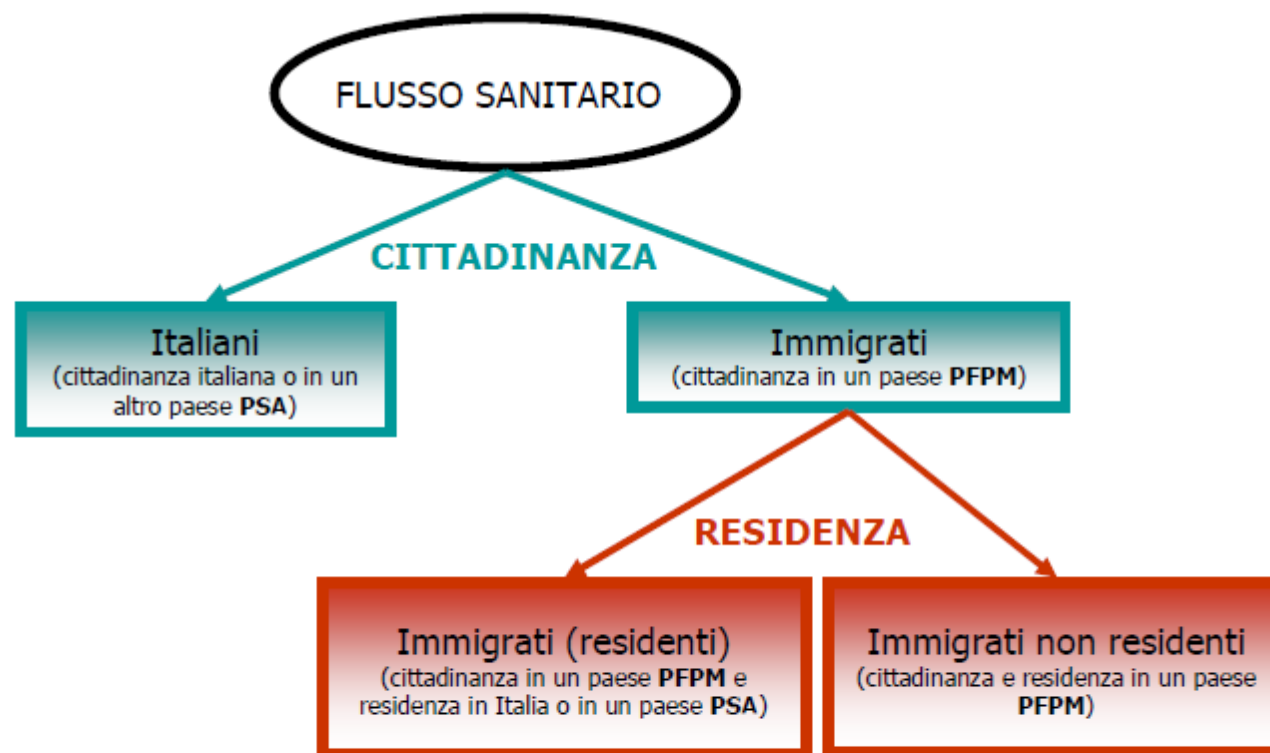 FLUSSO SANITARIO
CITTADINANZA
Italiani
(cittadinanza italiana o in un
altro paese PSA)
Immigrati
(cittadinanza in un paese PFPM)
RESIDENZA
Immigrati (residenti)
(cittadinanza in un paese PFPM e
residenza in Italia o in un paese PSA)
Immigrati non residenti
(cittadinanza e residenza in un paese
PFPM)